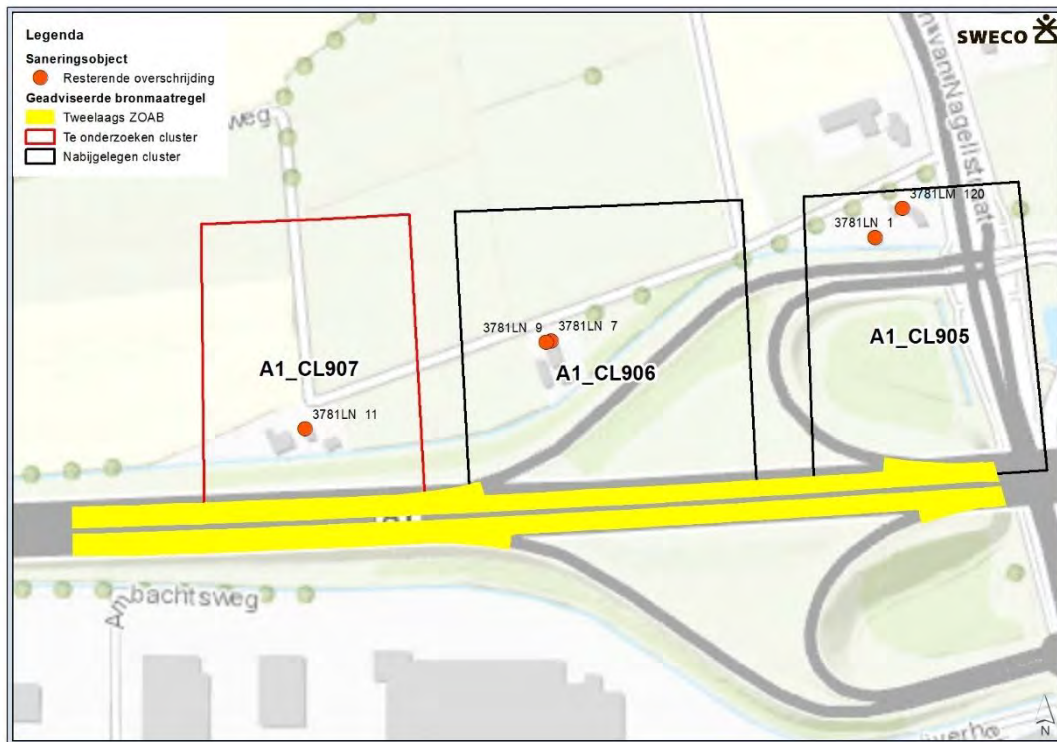 Legenda
Saneringsobject
Resterende overschrijding
Geadviseerde bronmaatregel
Tweelaags ZOAB
Te onderzoeken cluster
Nabijgelegen cluster
SWECO
weg
3781LM 120
3781LN 1
3781LN 9
3781LN 7
A1_CL905
A1_CL907
A1_CL906
3781LN 11
Ambachtsweg
N